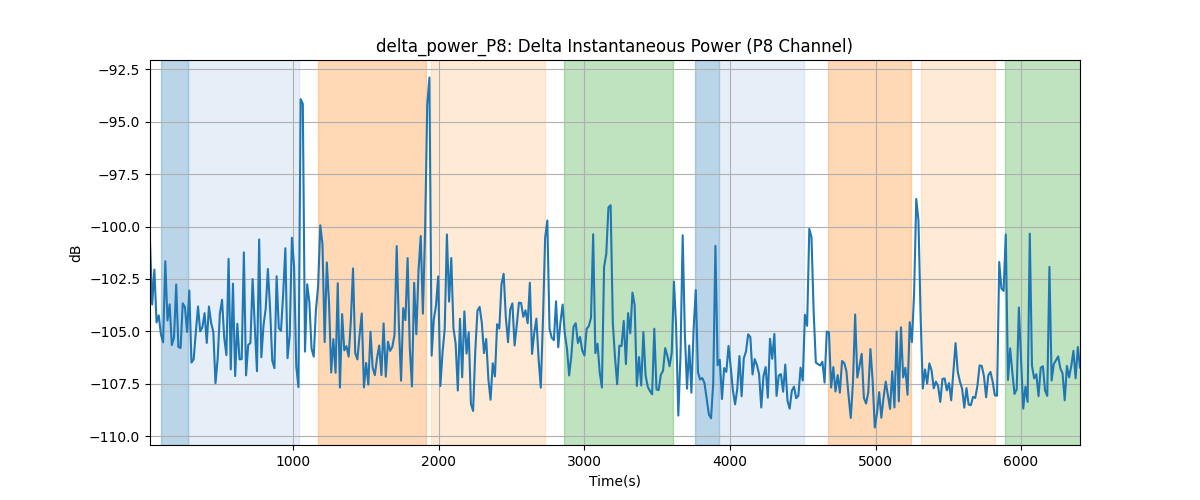 delta_power_P8: Delta Instantaneous Power (P8 Channel)
−92.5
−95.0
−97.5
−100.0
−102.5
−105.0
−107.5
−110.0
dB
1000 2000 3000 4000 5000 6000
Time(s)